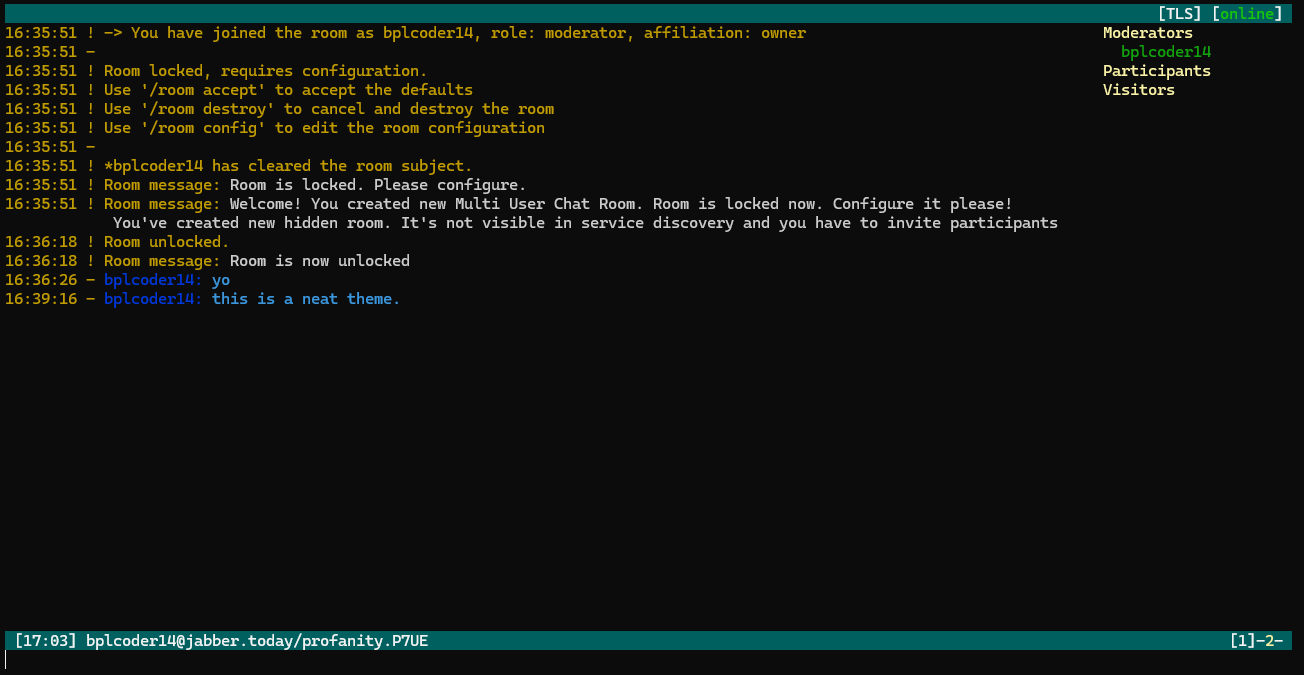 [TLS] [online]
16:35:51 ! -> You have joined the room as bplcoder14, role: moderator, affiliation: owner
16:35:51 -
16:35:51 ! Room locked, requires configuration.
16:35:51 ! Use '/room accept' to accept the defaults
16:35:51 ! Use '/room destroy' to cancel and destroy the room
16:35:51 ! Use '/room config' to edit the room configuration
16:35:51 -
16:35:51 ! *bplcoder14 has cleared the room subject.
16:35:51 ! Room message: Room is locked. Please configure.
16:35:51 ! Room message: Welcome! You created new Multi User Chat Room. Room is locked now. Configure it please!
You've created new hidden room. It's not visible in service discovery and you have to invite participants
16:36:18 ! Room unlocked.
16:36:18 ! Room message: Room is now unlocked
16:36:26 - bplcoder14: yo
16:39:16 - bplcoder14: this is a neat theme.
Moderators
bplcoder14
Participants
Visitors
[17:03] bplcoder14@jabber.today/profanity.P7UE
[1]-2-